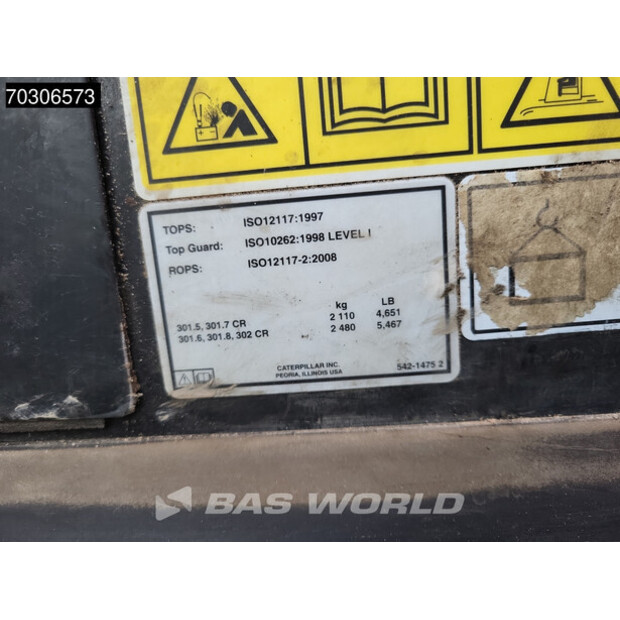 70306573
TOPS: ISO12117:1997
Top Guard: ISO10262:1998 LEVEL I
ROPS: ISO12117-2:2008
kg LB
301.5, 301.7 CR 2 110 4,651
301.6, 301.8, 302 CR 2 480 5,467
CATERPILLAR INC.
PEORIA, ILLINOIS USA
542-1475 2
BAS WORLD